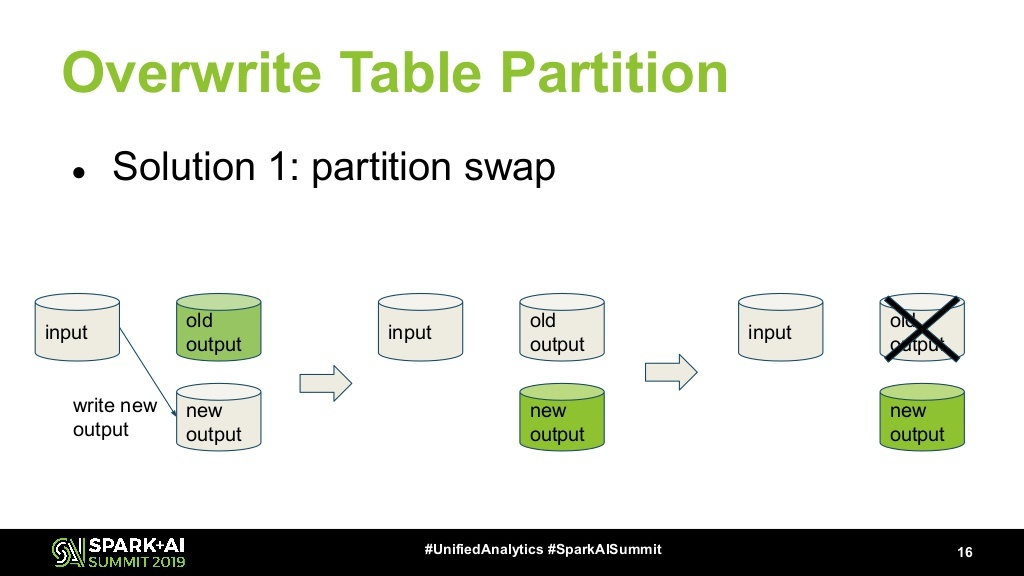 Overwrite Table Partition
● Solution 1: partition swap
input
old
output
write new
output
new
output
input
old
output
new
output
input
old
output
new
output
SPARK+AI
SUMMIT 2019
#UnifiedAnalytics #SparkAISummit
16